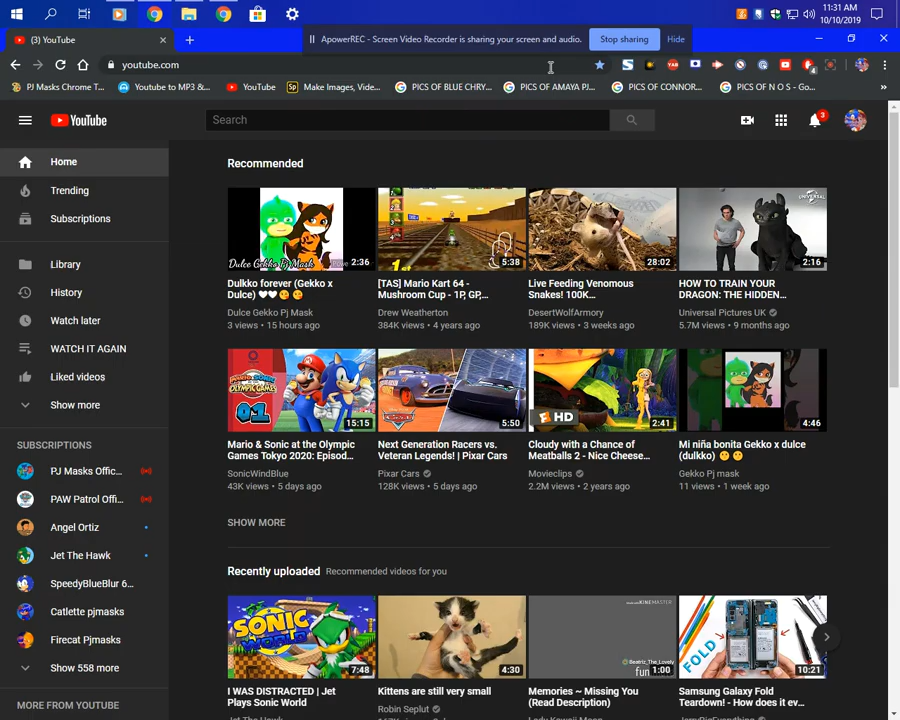 11:31 AM
10/10/2019
(3) YouTube
ApowerREC - Screen Video Recorder is sharing your screen and audio.
Stop sharing
Hide
youtube.com
4
PJ Masks Chrome T...
Youtube to MP3 &...
YouTube
Make Images, Vide...
PICS OF BLUE CHRY...
PICS OF AMAYA PJ...
PICS OF CONNOR...
PICS OF N O S - Go...
YouTube
Search
3
Home
Trending
Subscriptions
Library
History
Watch later
WATCH IT AGAIN
Liked videos
Show more
SUBSCRIPTIONS
PJ Masks Offic...
PAW Patrol Offi...
Angel Ortiz
Jet The Hawk
SpeedyBlueBlur 6...
Catlette pjmasks
Firecat Pjmasks
Show 558 more
MORE FROM YOUTUBE
Recommended
Dulce Gekko Pj Mask
2:36
5:38
28:02
UNIVERSAL
2:16
Dulkko forever (Gekko x
Dulce) ❤❤😘😘
Dulce Gekko Pj Mask
3 views • 15 hours ago
[TAS] Mario Kart 64 -
Mushroom Cup - 1P, GP,...
Drew Weatherton
384K views • 4 years ago
Live Feeding Venomous
Snakes! 100K...
DesertWolfArmory
189K views • 3 weeks ago
HOW TO TRAIN YOUR
DRAGON: THE HIDDEN...
Universal Pictures UK
5.7M views • 9 months ago
01
15:15
5:50
HD
2:41
4:46
Mario & Sonic at the Olympic
Games Tokyo 2020: Episod...
SonicWindBlue
43K views • 5 days ago
Next Generation Racers vs.
Veteran Legends! | Pixar Cars
Pixar Cars
128K views • 5 days ago
Cloudy with a Chance of
Meatballs 2 - Nice Cheese...
Movieclips
2.2M views • 2 years ago
Mi niña bonita Gekko x dulce
(dulkko) 🙊🙊
Gekko Pj mask
11 views • 1 week ago
SHOW MORE
Recently uploaded
Recommended videos for you
SONIC
WORLD
7:48
4:30
KINEMASTER
fun
1:00
FOLD
10:21
I WAS DISTRACTED | Jet
Plays Sonic World
Kittens are still very small
Robin Seplut
Memories ~ Missing You
(Read Description)
Samsung Galaxy Fold
Teardown! - How does it ev...